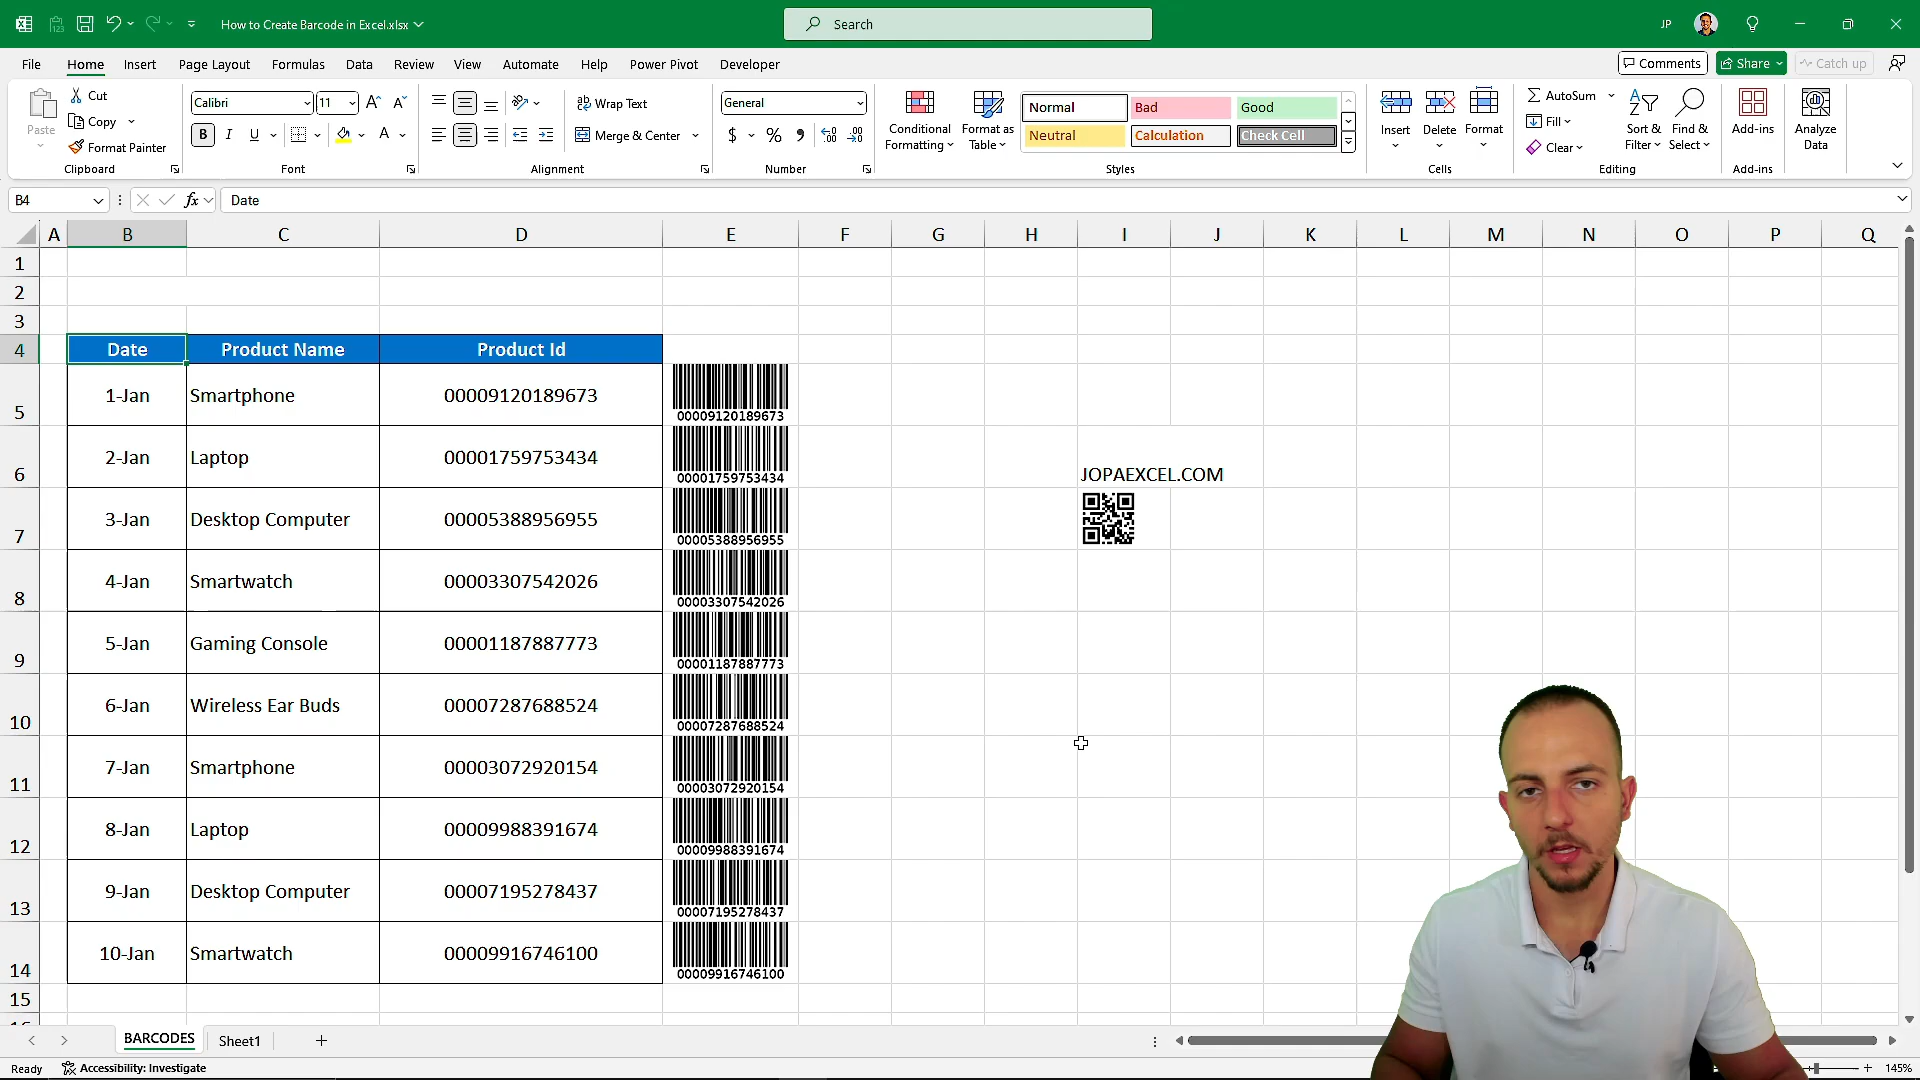 How to Create Barcode in Excel.xlsx
Search
JP
File Home Insert Page Layout Formulas Data Review View Automate Help Power Pivot Developer
Comments Share Catch up
Paste
Cut
Copy
Format Painter
Clipboard
Calibri 11
B I U A
Font
Wrap Text
Merge & Center
Alignment
General
$ % 9
Number
Conditional Formatting
Format as Table
Normal Bad Good
Neutral Calculation Check Cell
Styles
Insert Delete Format
Cells
AutoSum
Fill
Clear
Sort & Filter
Find & Select
Editing
Add-ins
Add-ins
Analyze Data
B4 fx Date
A B C D E F G H I J K L M N O P Q
1
2
3
4 Date Product Name Product Id
5 1-Jan Smartphone 00009120189673 00009120189673
6 2-Jan Laptop 00001759753434 00001759753434 JOPAEXCEL.COM
7 3-Jan Desktop Computer 00005388956955 00005388956955
8 4-Jan Smartwatch 00003307542026 00003307542026
9 5-Jan Gaming Console 00001187887773 00001187887773
10 6-Jan Wireless Ear Buds 00007287688524 00007287688524
11 7-Jan Smartphone 00003072920154 00003072920154
12 8-Jan Laptop 00009988391674 00009988391674
13 9-Jan Desktop Computer 00007195278437 00007195278437
14 10-Jan Smartwatch 00009916746100 00009916746100
15
BARCODES Sheet1
Ready Accessibility: Investigate 145%